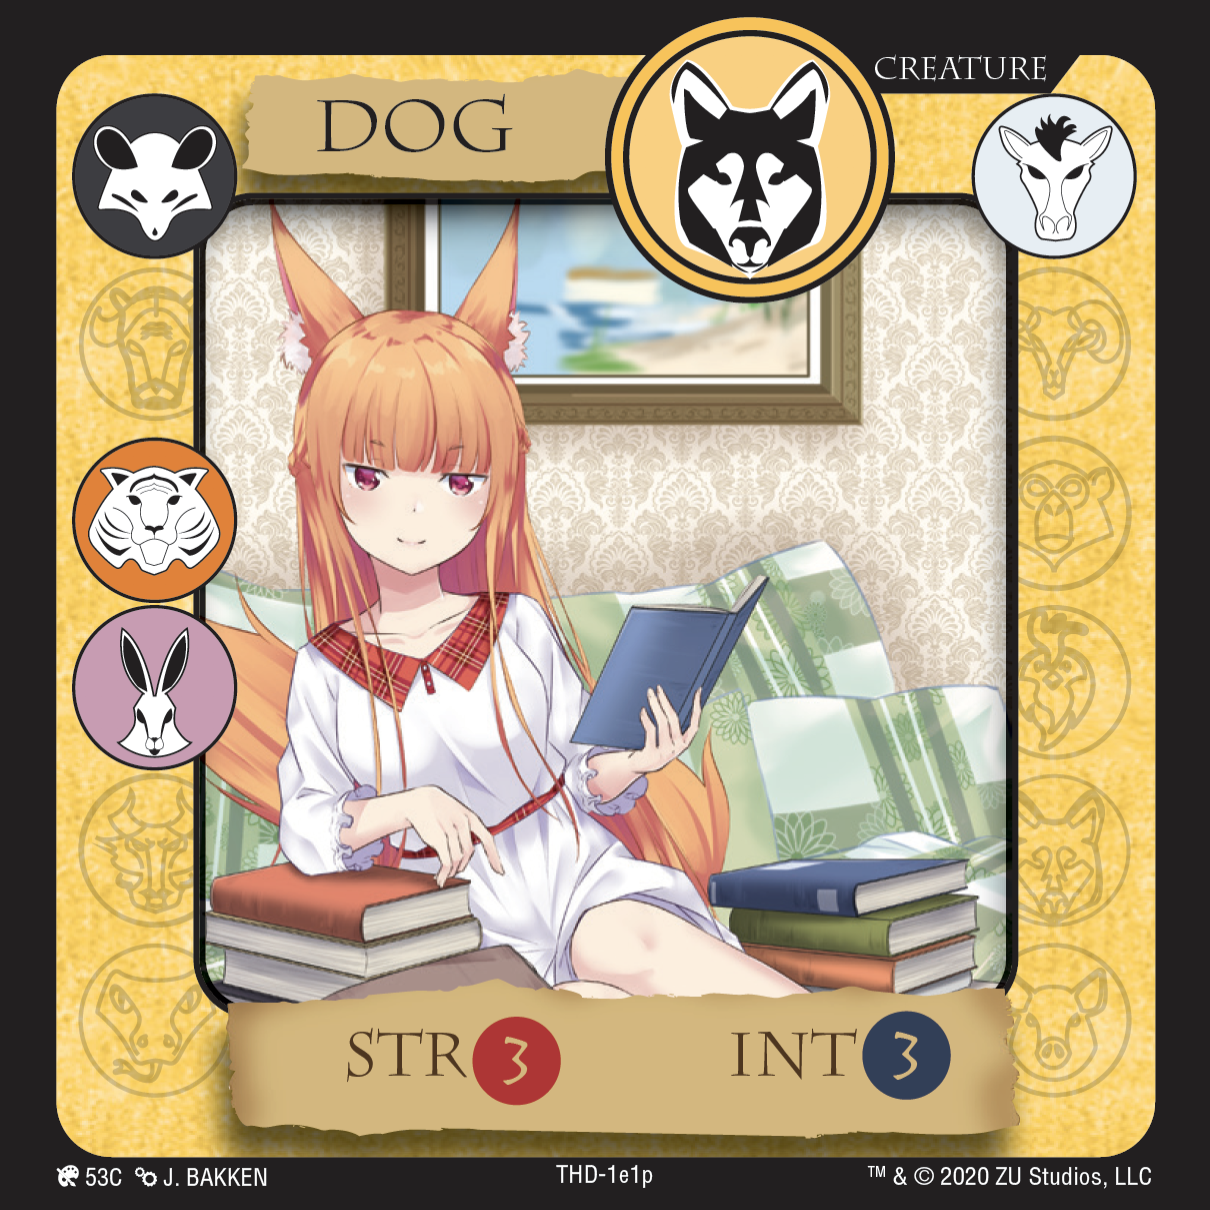 DOG
CREATURE
STR 3
INT 3
53C J. BAKKEN
THD-1e1p
™ & © 2020 ZU Studios, LLC